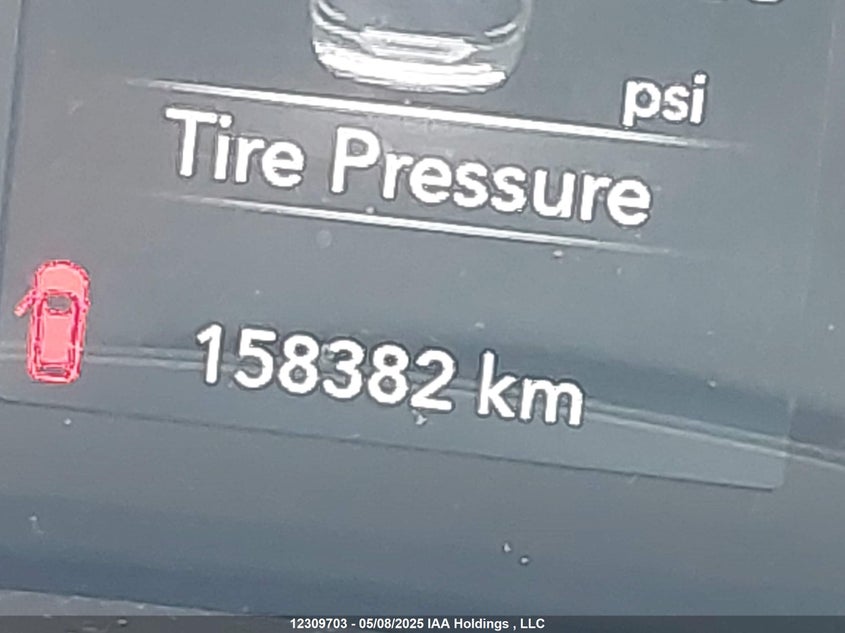 psi
Tire Pressure
158382 km
12309703 - 05/08/2025 IAA Holdings , LLC